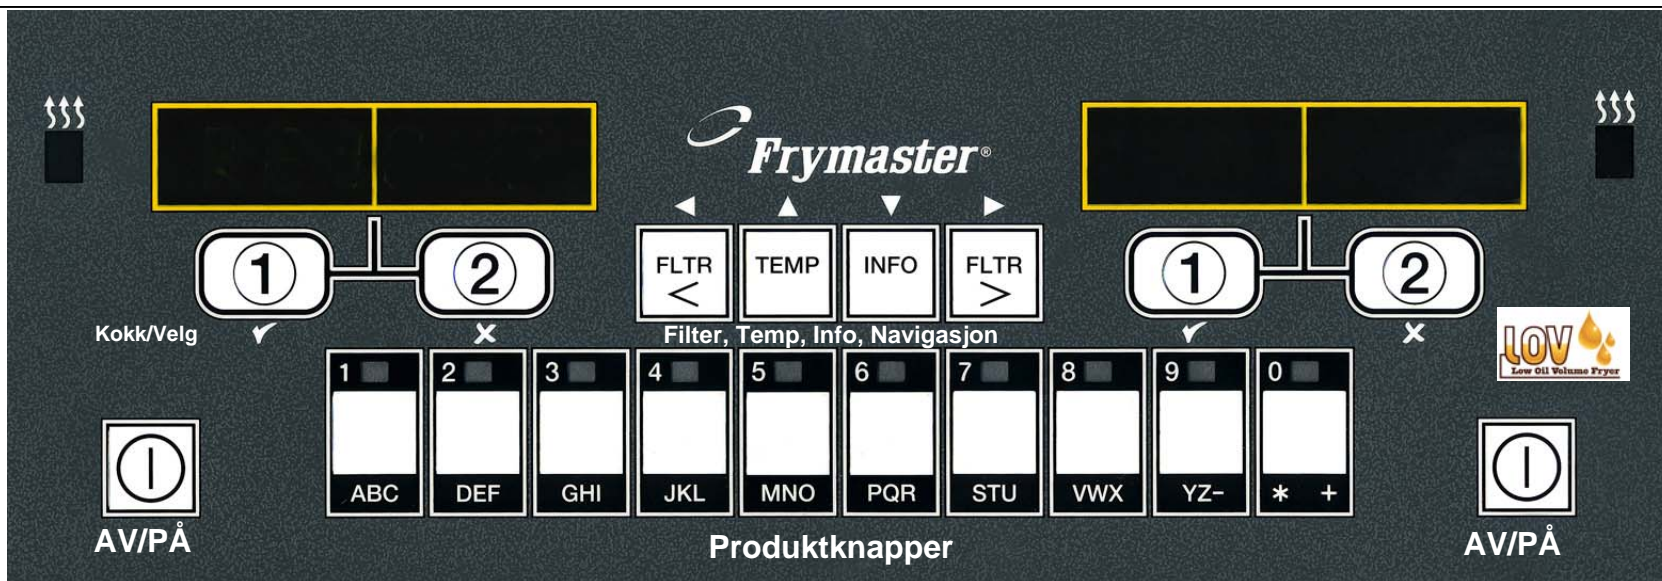 Frymaster®
1 2
FLTR < TEMP INFO FLTR >
1 2
Kokk/Velg ✔ ✖
Filter, Temp, Info, Navigasjon
✔ ✖
LOV
Low Oil Volume Fryer
1 2 3 4 5 6 7 8 9 0
ABC DEF GHI JKL MNO PQR STU VWX YZ- * +
AV/PÅ
Produktknapper
AV/PÅ